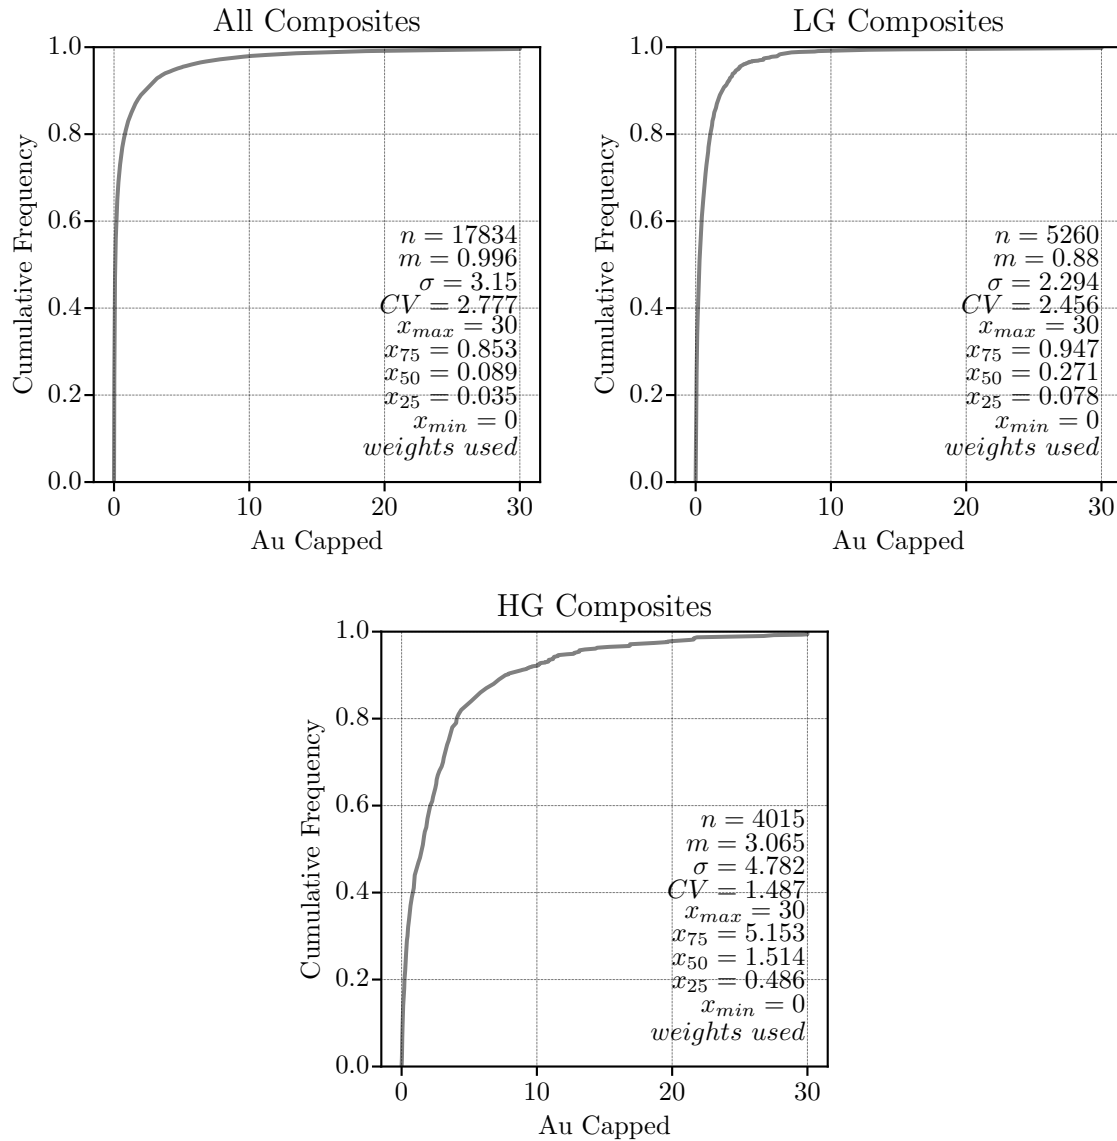 All Composites
Cumulative Frequency
1.0
0.8
0.6
0.4
0.2
0.0
n = 17834
m = 0.996
σ = 3.15
CV = 2.777
x_max = 30
x_75 = 0.853
x_50 = 0.089
x_25 = 0.035
x_min = 0
weights used
0 10 20 30
Au Capped
LG Composites
Cumulative Frequency
1.0
0.8
0.6
0.4
0.2
0.0
n = 5260
m = 0.88
σ = 2.294
CV = 2.456
x_max = 30
x_75 = 0.947
x_50 = 0.271
x_25 = 0.078
x_min = 0
weights used
0 10 20 30
Au Capped
HG Composites
Cumulative Frequency
1.0
0.8
0.6
0.4
0.2
0.0
n = 4015
m = 3.065
σ = 4.782
CV = 1.487
x_max = 30
x_75 = 5.153
x_50 = 1.514
x_25 = 0.486
x_min = 0
weights used
0 10 20 30
Au Capped